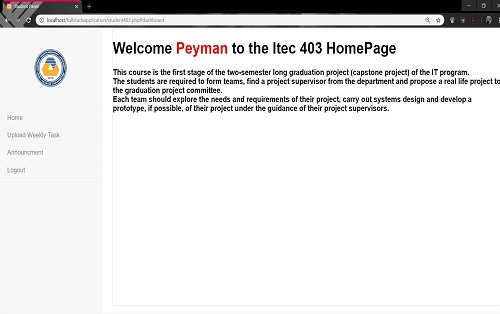 Student Panel
localhost/fullstackapplication/student403.php#dashboard
Welcome Peyman to the Itec 403 HomePage
This course is the first stage of the two-semester long graduation project (capstone project) of the IT program.
The students are required to form teams, find a project supervisor from the department and propose a real life project to
the graduation project committee.
Each team should explore the needs and requirements of their project, carry out systems design and develop a
prototype, if possible, of their project under the guidance of their project supervisors.
Home
Upload Weekly Task
Announcment
Logout